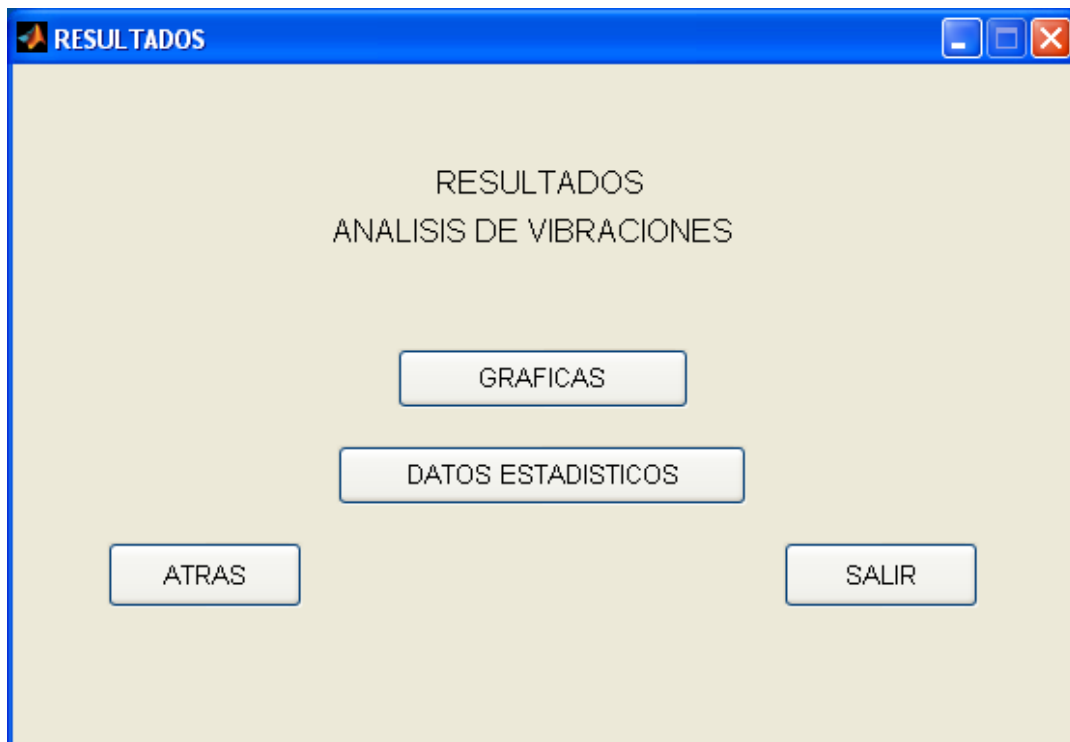 RESULTADOS
RESULTADOS
ANALISIS DE VIBRACIONES
GRAFICAS
DATOS ESTADISTICOS
ATRAS
SALIR